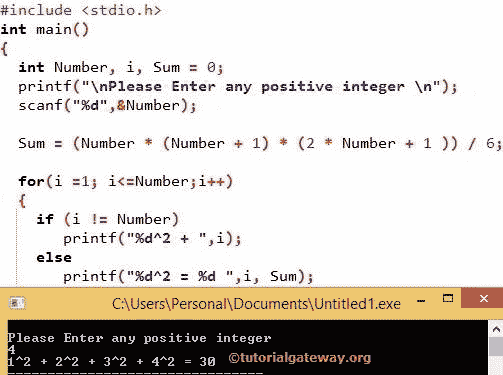 #include <stdio.h>
int main()
{
int Number, i, Sum = 0;
printf("\nPlease Enter any positive integer \n");
scanf("%d",&Number);
Sum = (Number * (Number + 1) * (2 * Number + 1 )) / 6;
for(i =1; i<=Number;i++)
{
if (i != Number)
printf("%d^2 + ",i);
else
printf("%d^2 = %d ",i, Sum);
C:\Users\Personal\Documents\Untitled1.exe
Please Enter any positive integer
4
1^2 + 2^2 + 3^2 + 4^2 = 30 ©tutorialgateway.org